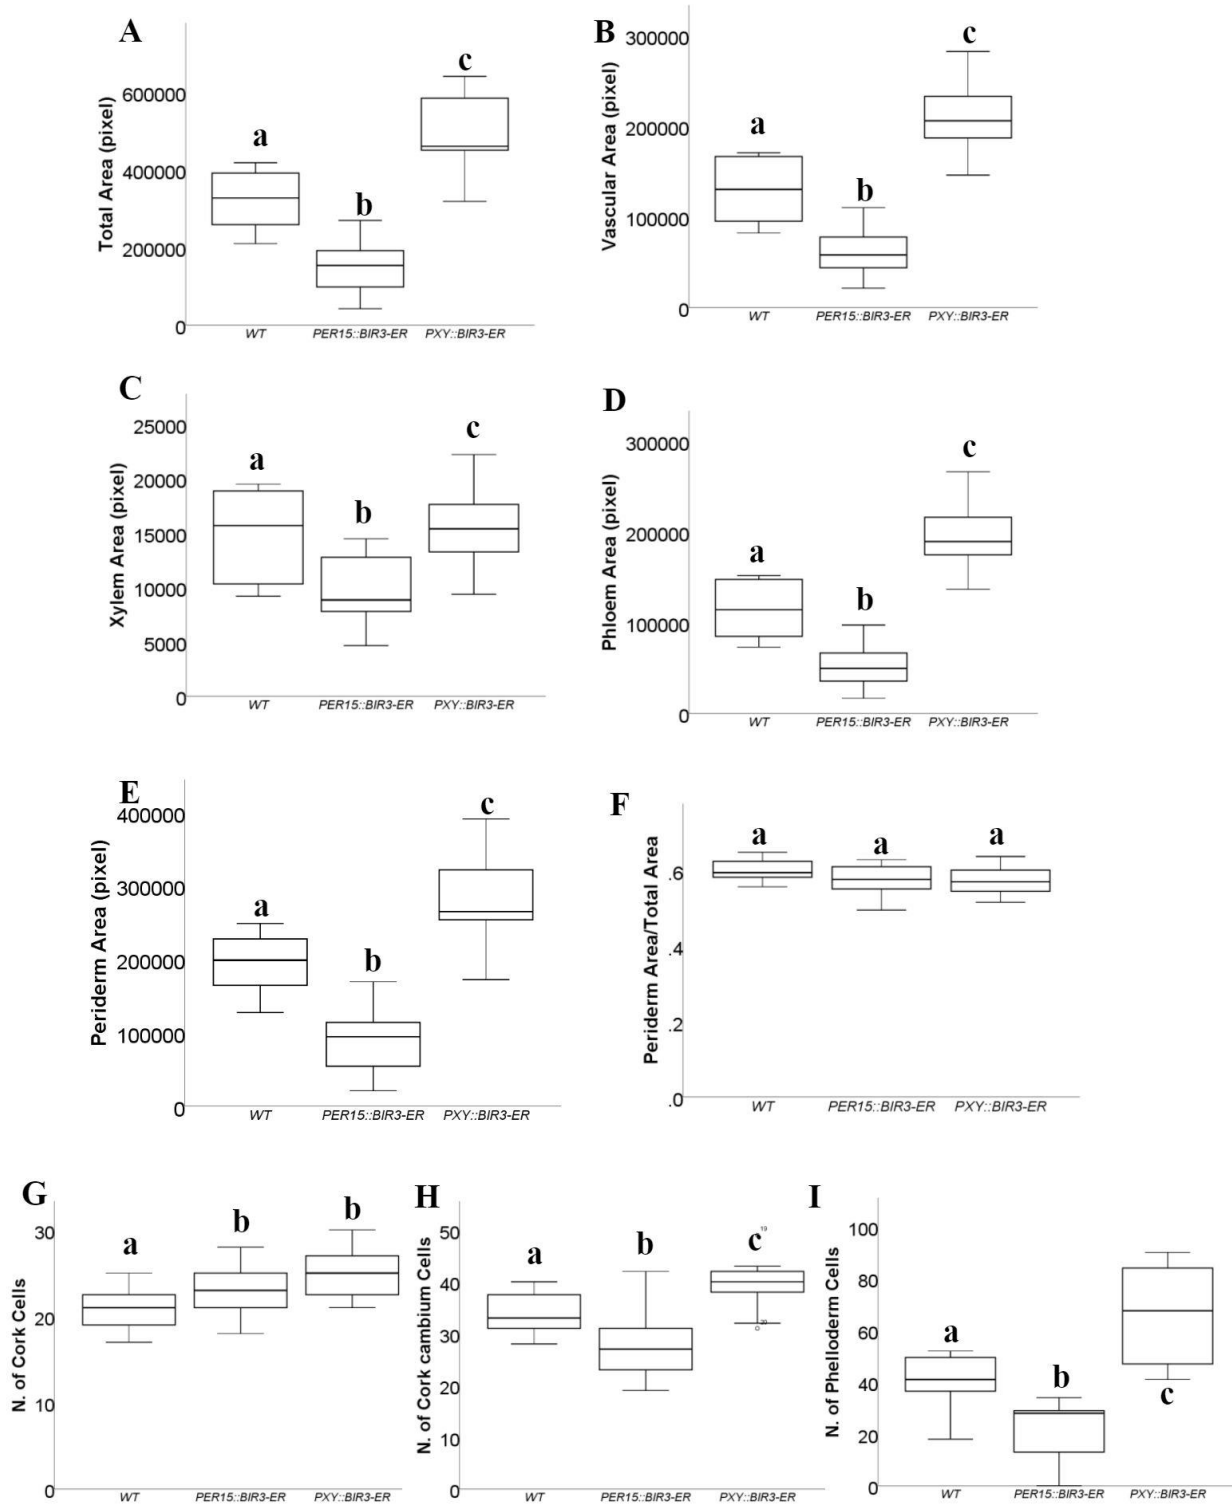 A
Total Area (pixel)
600000
400000
200000
0
a
b
c
WT PER15::BIR3-ER PXY::BIR3-ER
B
Vascular Area (pixel)
300000
200000
100000
0
a
b
c
WT PER15::BIR3-ER PXY::BIR3-ER
C
Xylem Area (pixel)
25000
20000
15000
10000
5000
0
a
b
c
WT PER15::BIR3-ER PXY::BIR3-ER
D
Phloem Area (pixel)
300000
200000
100000
0
a
b
c
WT PER15::BIR3-ER PXY::BIR3-ER
E
Periderm Area (pixel)
400000
300000
200000
100000
0
a
b
c
WT PER15::BIR3-ER PXY::BIR3-ER
F
Periderm Area/Total Area
.6
.4
.2
.0
a
a
a
WT PER15::BIR3-ER PXY::BIR3-ER
G
N. of Cork Cells
30
20
10
0
a
b
b
WT PER15::BIR3-ER PXY::BIR3-ER
H
N. of Cork cambium Cells
50
40
30
20
10
0
a
b
c
WT PER15::BIR3-ER PXY::BIR3-ER
I
N. of Phelloderm Cells
100
80
60
40
20
0
a
b
c
WT PER15::BIR3-ER PXY::BIR3-ER